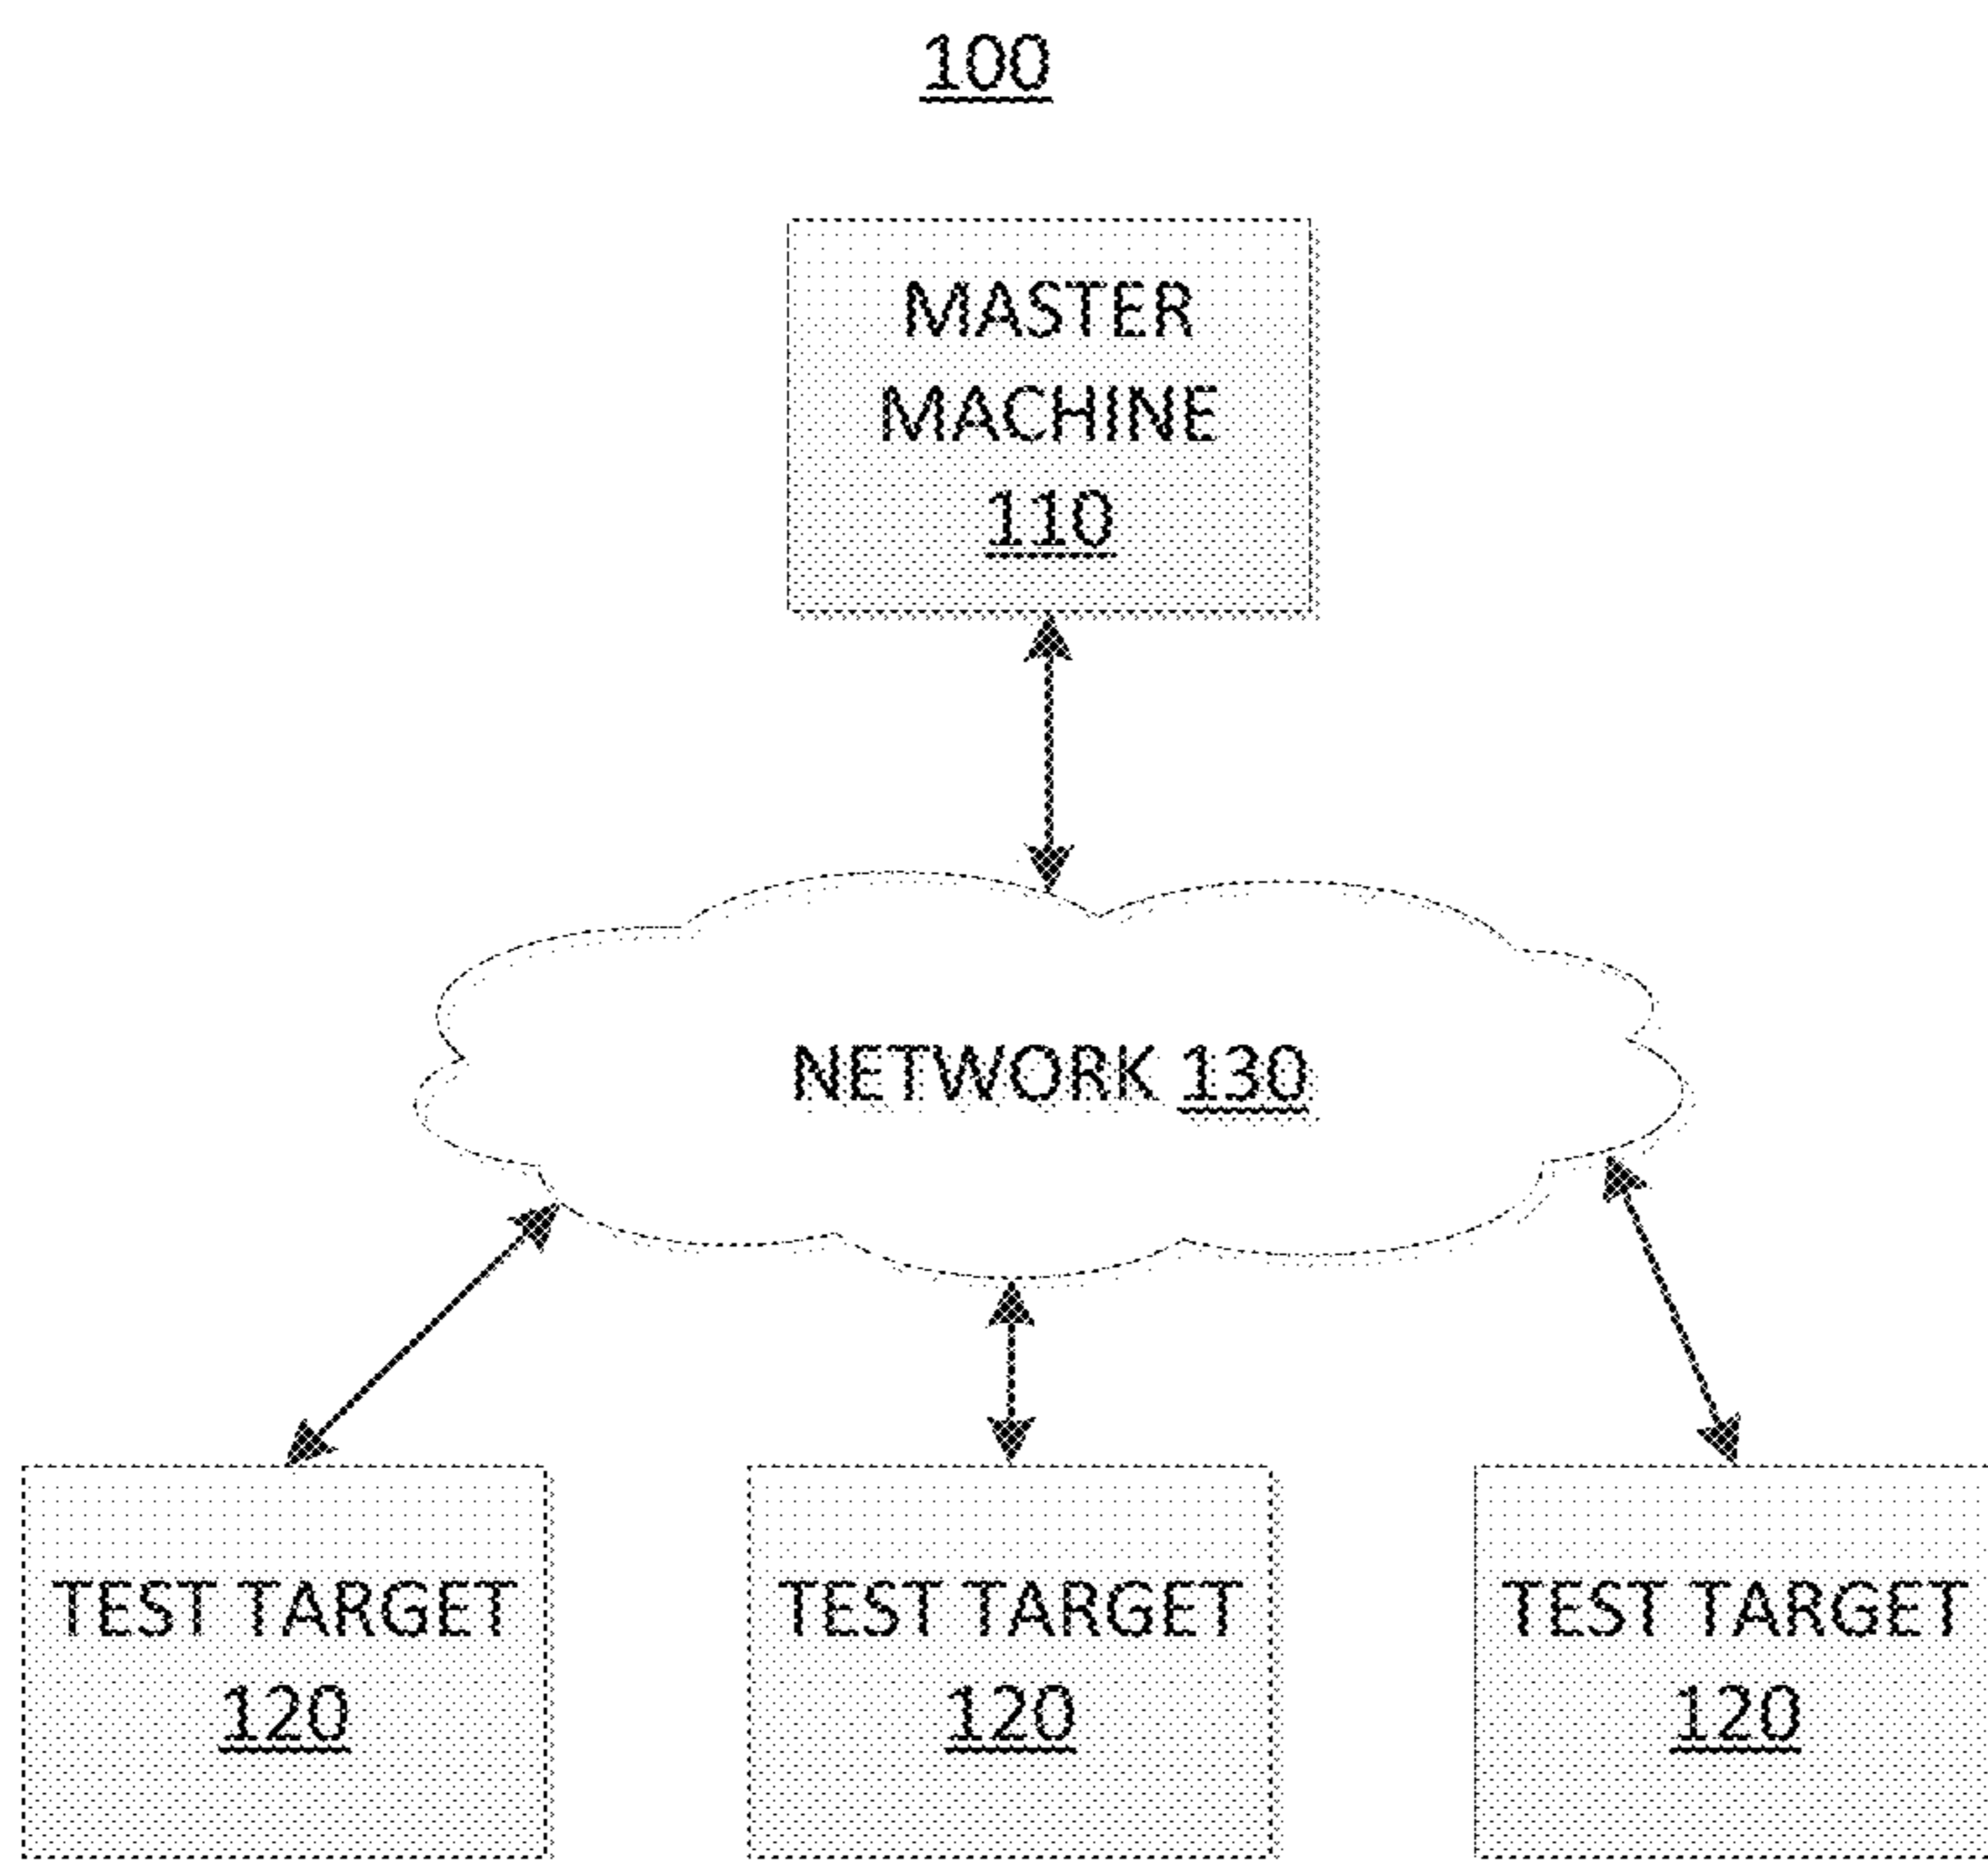 100
MASTER
MACHINE
110
NETWORK 130
TEST TARGET
120
TEST TARGET
120
TEST TARGET
120